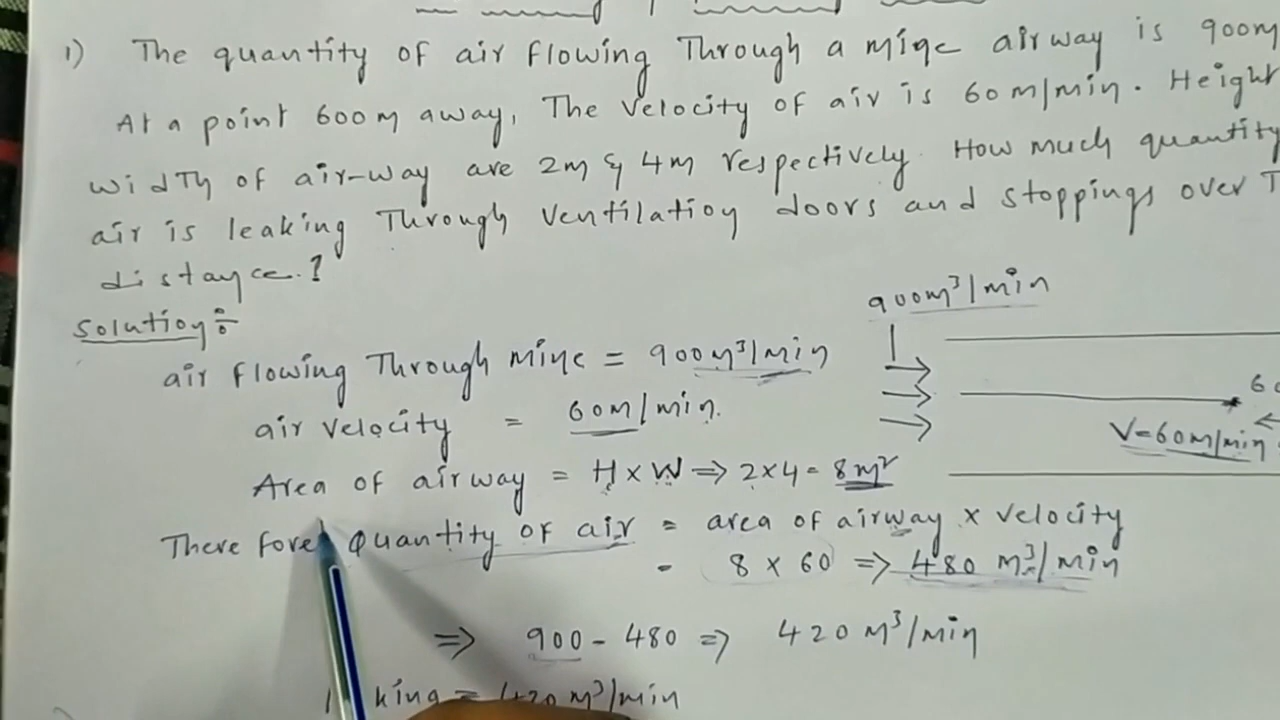 1) The quantity of air flowing Through a mine airway is 900m
At a point 600m away, The velocity of air is 60m/min. Height
width of air-way are 2m & 4m respectively. How much quantity
air is leaking Through ventilation doors and stoppings over T
distance.?
Solution ÷
900m³/min
air flowing Through mine = 900m³/min
air velocity = 60m/min.
V=60m/min
Area of airway = H x W ⇒ 2x4 = 8m²
There fore Quantity of air = area of airway x velocity
= 8 x 60 ⇒ 480 m³/min
⇒ 900 - 480 ⇒ 420 m³/min
king = 420 m³/min